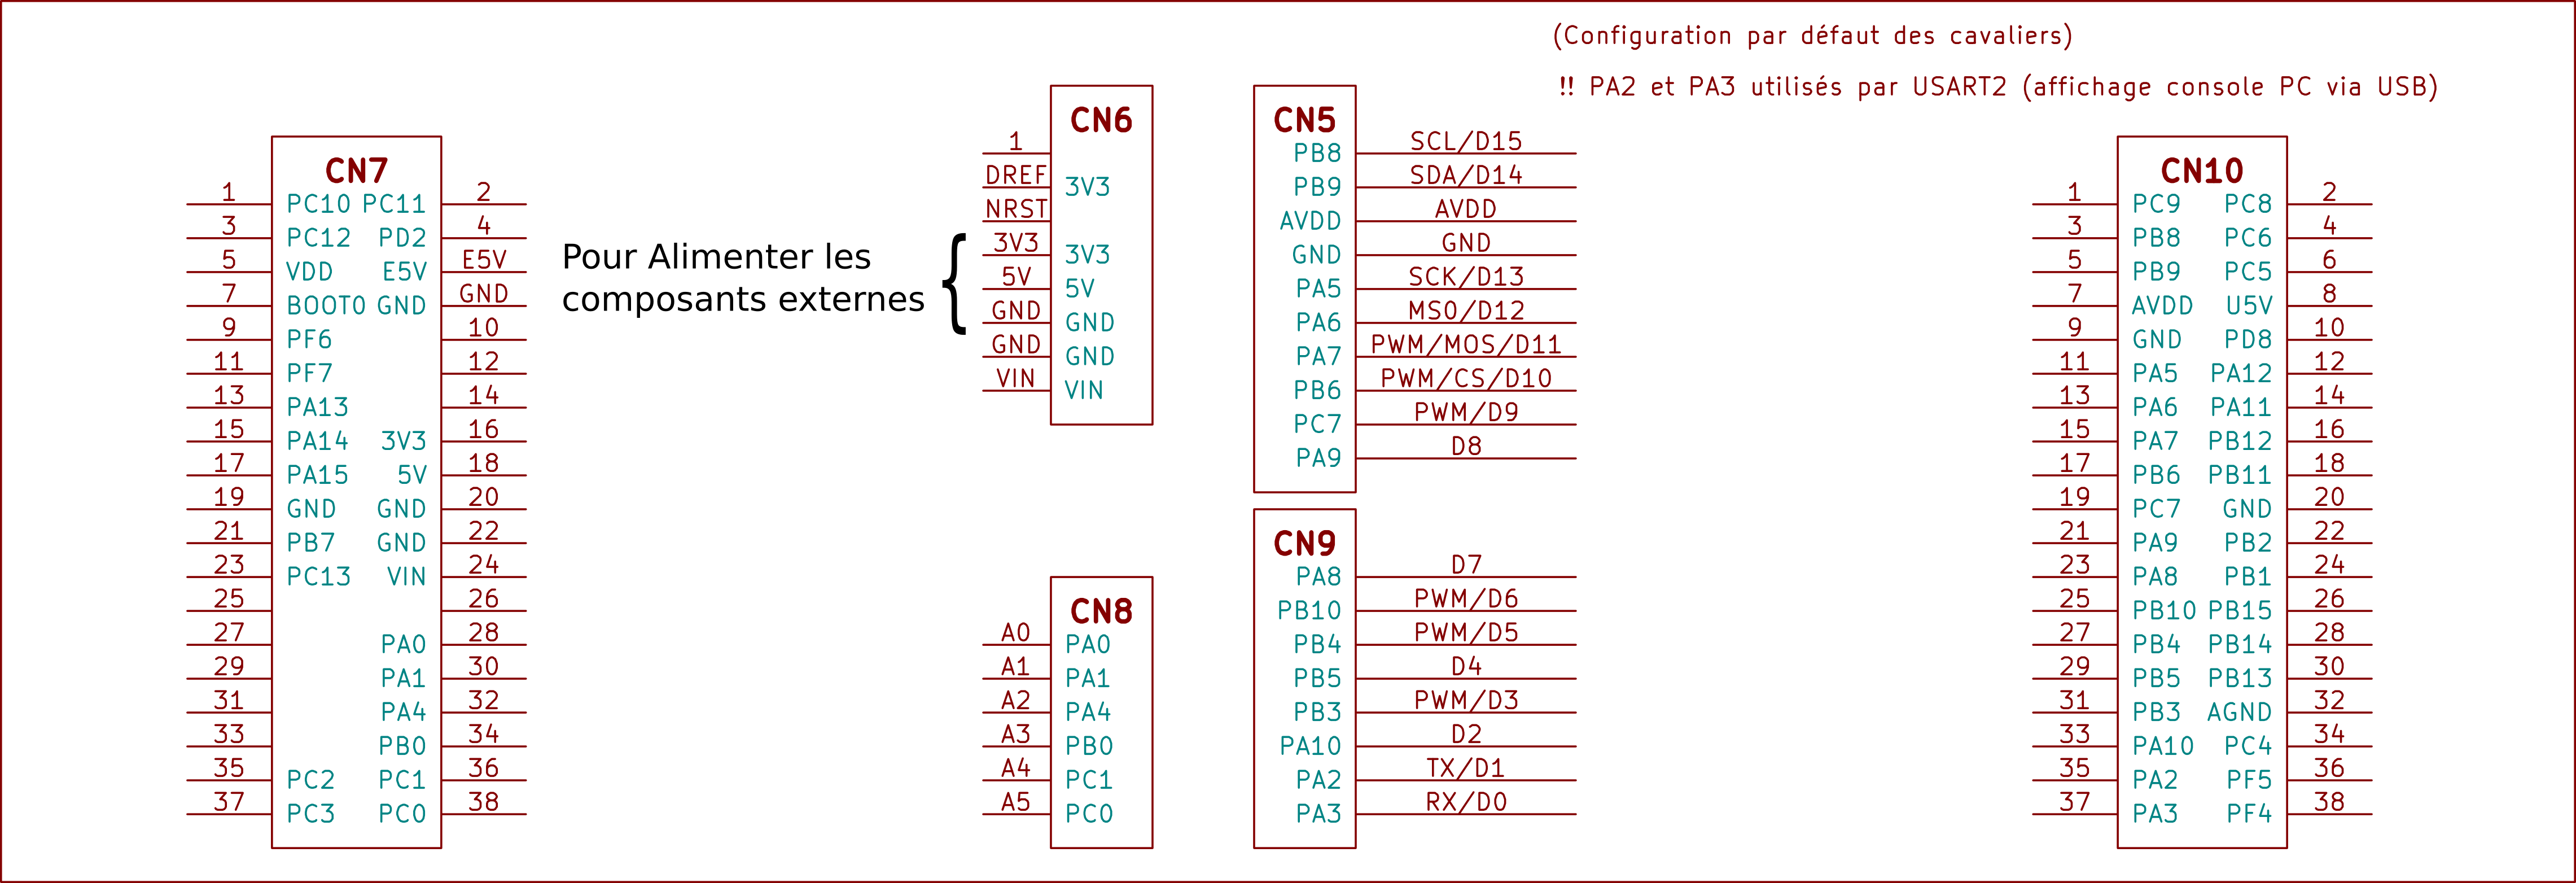 (Configuration par défaut des cavaliers)
!! PA2 et PA3 utilisés par USART2 (affichage console PC via USB)
CN7
1 PC10 PC11 2
3 PC12 PD2 4
5 VDD E5V E5V
7 BOOT0 GND GND
9 PF6 10
11 PF7 12
13 PA13 14
15 PA14 3V3 16
17 PA15 5V 18
19 GND GND 20
21 PB7 GND 22
23 PC13 VIN 24
25 26
27 PA0 28
29 PA1 30
31 PA4 32
33 PB0 34
35 PC2 PC1 36
37 PC3 PC0 38
Pour Alimenter les
composants externes
{
CN6
1
DREF 3V3
NRST
3V3 3V3
5V 5V
GND GND
GND GND
VIN VIN
CN8
A0 PA0
A1 PA1
A2 PA4
A3 PB0
A4 PC1
A5 PC0
CN5
PB8 SCL/D15
PB9 SDA/D14
AVDD AVDD
GND GND
PA5 SCK/D13
PA6 MSO/D12
PA7 PWM/MOS/D11
PB6 PWM/CS/D10
PC7 PWM/D9
PA9 D8
CN9
PA8 D7
PB10 PWM/D6
PB4 PWM/D5
PB5 D4
PB3 PWM/D3
PA10 D2
PA2 TX/D1
PA3 RX/D0
CN10
1 PC9 PC8 2
3 PB8 PC6 4
5 PB9 PC5 6
7 AVDD U5V 8
9 GND PD8 10
11 PA5 PA12 12
13 PA6 PA11 14
15 PA7 PB12 16
17 PB6 PB11 18
19 PC7 GND 20
21 PA9 PB2 22
23 PA8 PB1 24
25 PB10 PB15 26
27 PB4 PB14 28
29 PB5 PB13 30
31 PB3 AGND 32
33 PA10 PC4 34
35 PA2 PF5 36
37 PA3 PF4 38